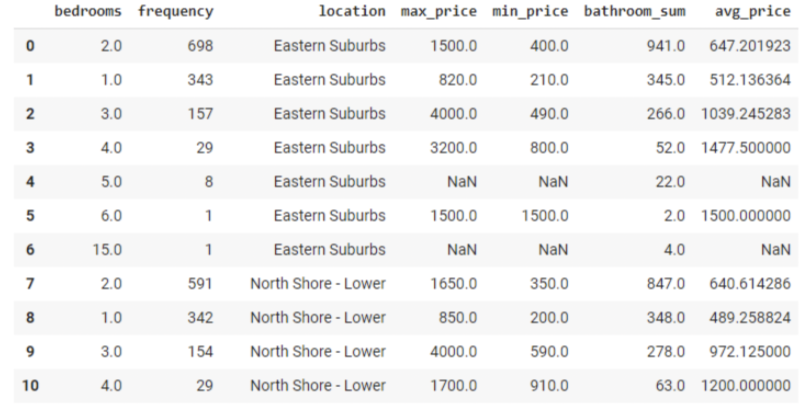 bedrooms frequency location max_price min_price bathroom_sum avg_price
0 2.0 698 Eastern Suburbs 1500.0 400.0 941.0 647.201923
1 1.0 343 Eastern Suburbs 820.0 210.0 345.0 512.136364
2 3.0 157 Eastern Suburbs 4000.0 490.0 266.0 1039.245283
3 4.0 29 Eastern Suburbs 3200.0 800.0 52.0 1477.500000
4 5.0 8 Eastern Suburbs NaN NaN 22.0 NaN
5 6.0 1 Eastern Suburbs 1500.0 1500.0 2.0 1500.000000
6 15.0 1 Eastern Suburbs NaN NaN 4.0 NaN
7 2.0 591 North Shore - Lower 1650.0 350.0 847.0 640.614286
8 1.0 342 North Shore - Lower 850.0 200.0 348.0 489.258824
9 3.0 154 North Shore - Lower 4000.0 590.0 278.0 972.125000
10 4.0 29 North Shore - Lower 1700.0 910.0 63.0 1200.000000